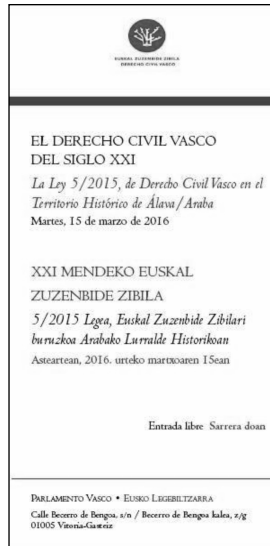 EUSKAL ZUZENBIDE ZIBILA
DERECHO CIVIL VASCO
EL DERECHO CIVIL VASCO
DEL SIGLO XXI
La Ley 5/2015, de Derecho Civil Vasco en el
Territorio Histórico de Álava/Araba
Martes, 15 de marzo de 2016
XXI MENDEKO EUSKAL
ZUZENBIDE ZIBILA
5/2015 Legea, Euskal Zuzenbide Zibilari
buruzkoa Arabako Lurralde Historikoan
Asteartean, 2016. urteko martxoaren 15ean
Entrada libre Sarrera doan
PARLAMENTO VASCO • EUSKO LEGEBILTZARRA
Calle Becerro de Bengoa, s/n / Becerro de Bengoa kalea, z/g
01005 Vitoria-Gasteiz